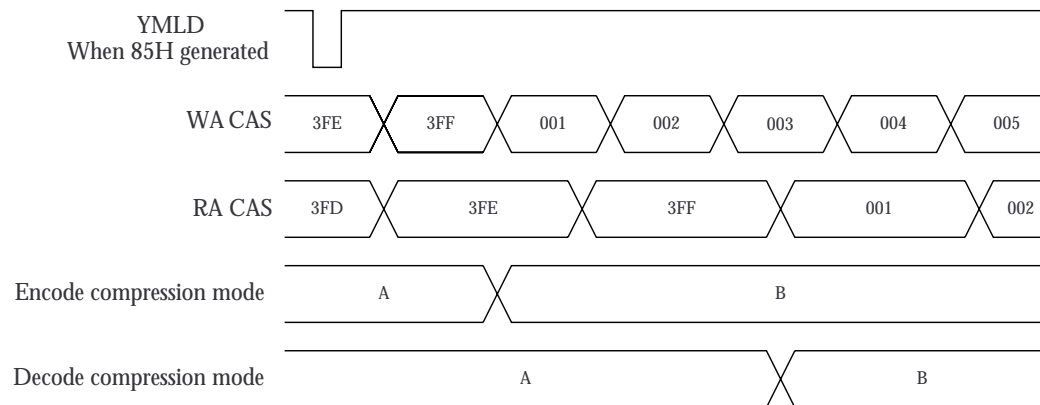 YMLD
When 85H generated
WA CAS 3FE 3FF 001 002 003 004 005
RA CAS 3FD 3FE 3FF 001 002
Encode compression mode A B
Decode compression mode A B